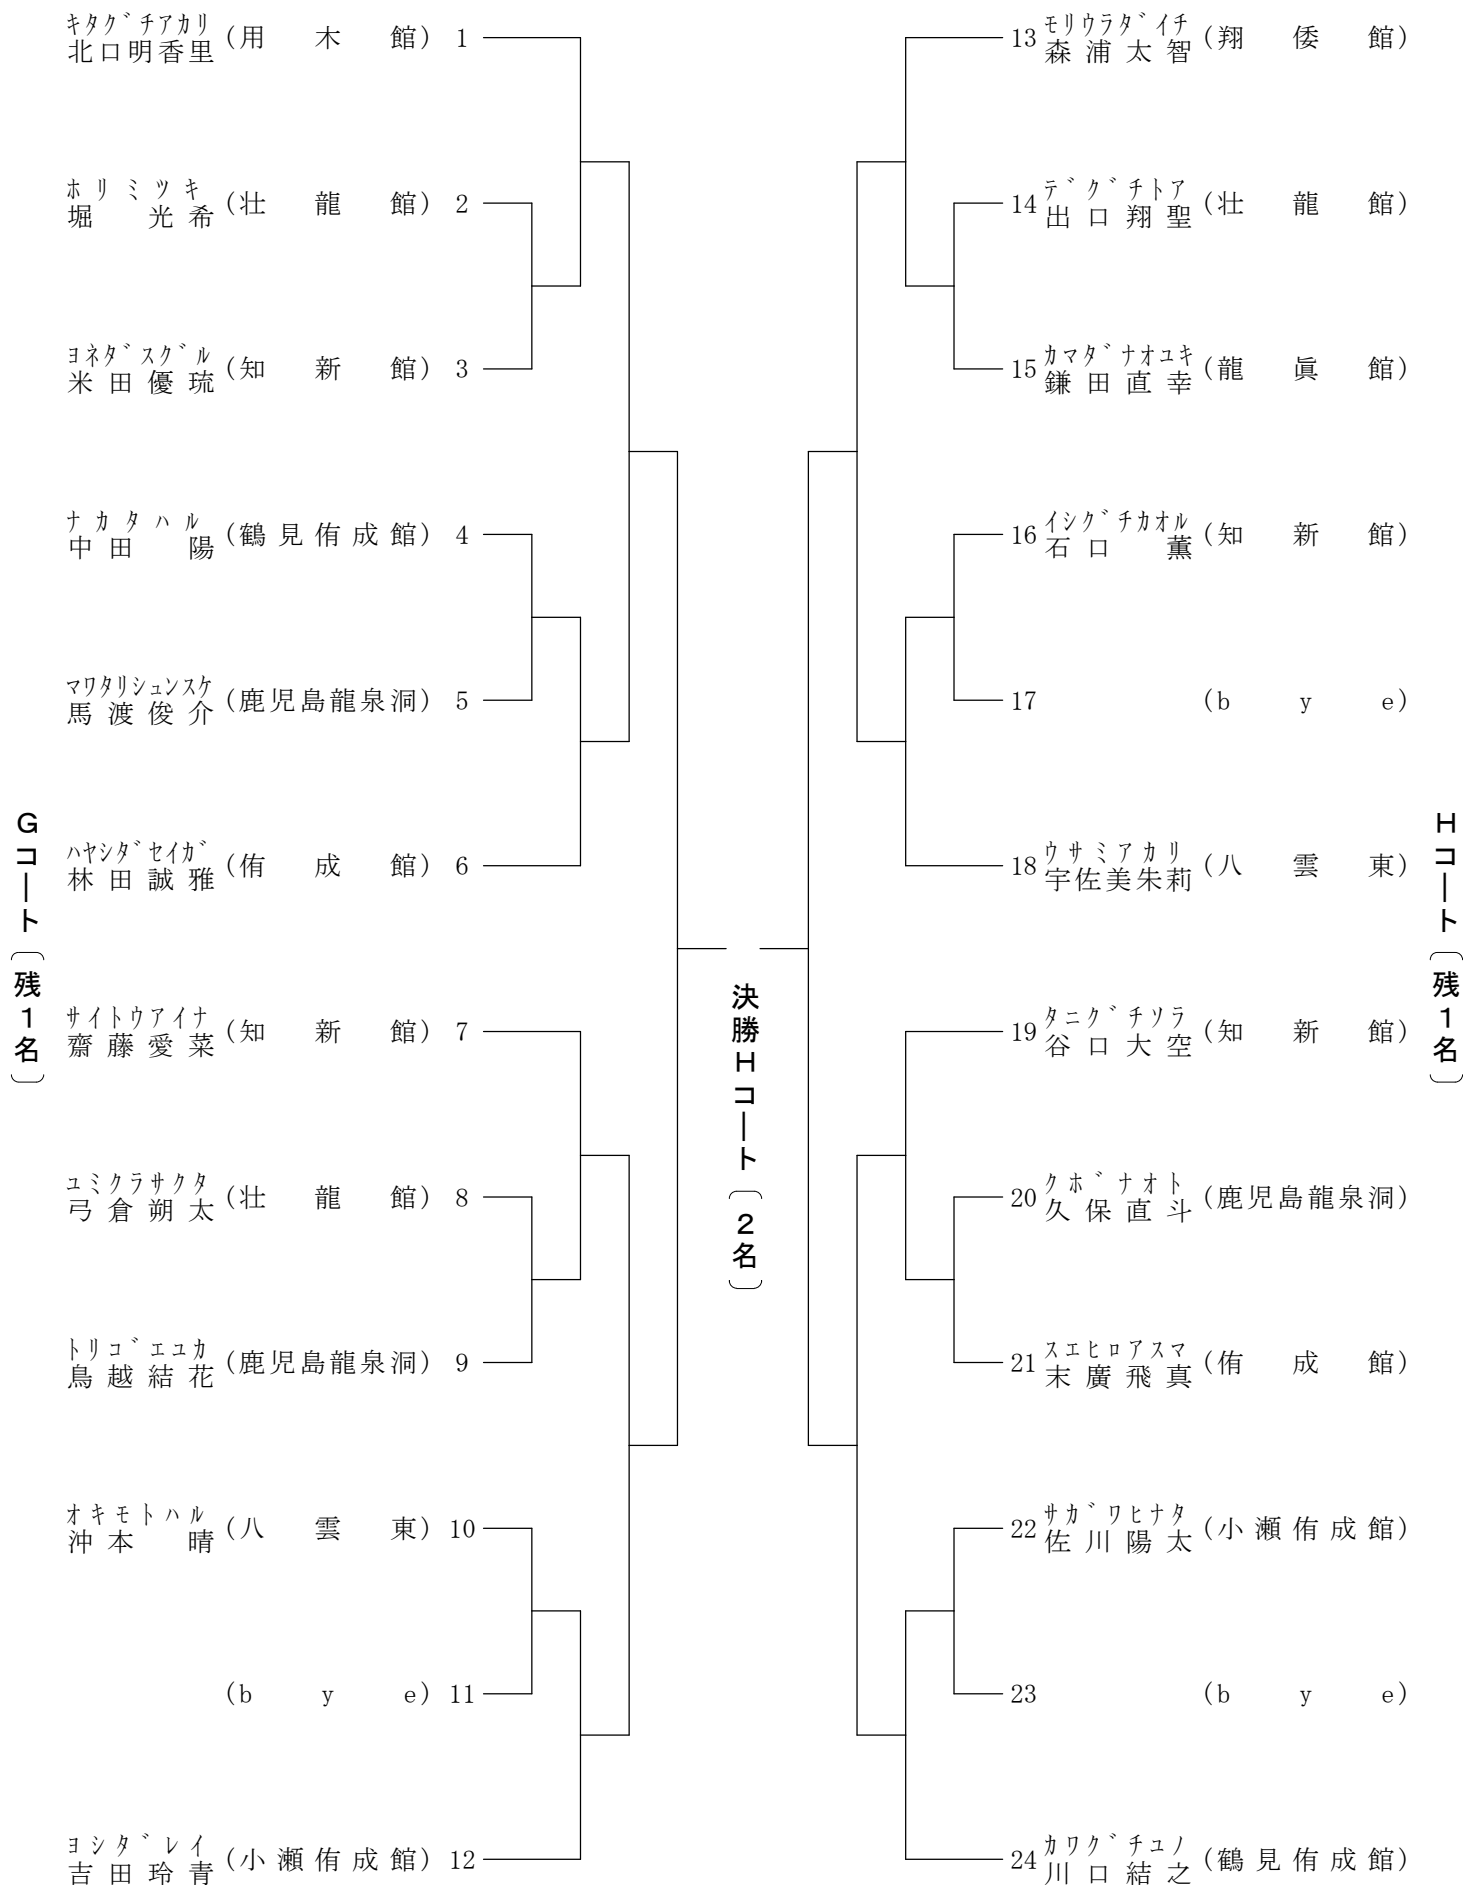 キタグチアカリ
北口明香里 (用木館) 1
ホリミツキ
堀光希 (壮龍館) 2
ヨネダスグル
米田優琉 (知新館) 3
ナカタハル
中田陽 (鶴見侑成館) 4
マワタリシュンスケ
馬渡俊介 (鹿児島龍泉洞) 5
ハヤシダセイガ
林田誠雅 (侑成館) 6
サイトウアイナ
齋藤愛菜 (知新館) 7
ユミクラサクタ
弓倉朔太 (壮龍館) 8
トリゴエユカ
鳥越結花 (鹿児島龍泉洞) 9
オキモトハル
沖本晴 (八雲東) 10
(bye) 11
ヨシダレイ
吉田玲青 (小瀬侑成館) 12
Gコート〔残1名〕
決勝Hコート〔2名〕
モリウラダイチ
13 森浦太智 (翔倭館)
デグチトア
14 出口翔聖 (壮龍館)
カマダナオユキ
15 鎌田直幸 (龍眞館)
イシグチカオル
16 石口薫 (知新館)
17 (bye)
ウサミアカリ
18 宇佐美朱莉 (八雲東)
タニグチソラ
19 谷口大空 (知新館)
クボナオト
20 久保直斗 (鹿児島龍泉洞)
スエヒロアスマ
21 末廣飛真 (侑成館)
サガワヒナタ
22 佐川陽太 (小瀬侑成館)
23 (bye)
カワグチユノ
24 川口結之 (鶴見侑成館)
Hコート〔残1名〕